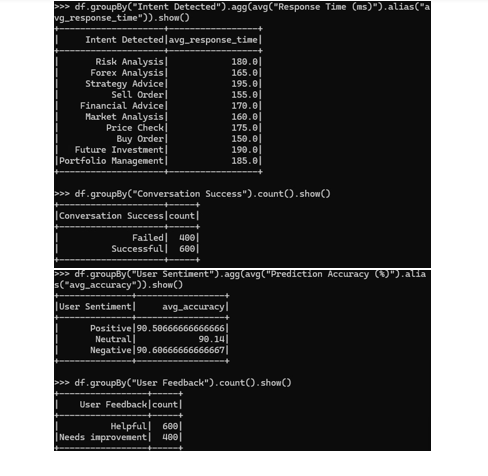 >>> df.groupBy("Intent Detected").agg(avg("Response Time (ms)").alias("a
vg_response_time")).show()
+--------------------+-----------------+
|     Intent Detected|avg_response_time|
+--------------------+-----------------+
|       Risk Analysis|            180.0|
|      Forex Analysis|            165.0|
|     Strategy Advice|            195.0|
|          Sell Order|            155.0|
|    Financial Advice|            170.0|
|     Market Analysis|            160.0|
|         Price Check|            175.0|
|           Buy Order|            150.0|
|   Future Investment|            190.0|
|Portfolio Management|            185.0|
+--------------------+-----------------+
>>> df.groupBy("Conversation Success").count().show()
+--------------------+-----+
|Conversation Success|count|
+--------------------+-----+
|              Failed|  400|
|          Successful|  600|
+--------------------+-----+
>>> df.groupBy("User Sentiment").agg(avg("Prediction Accuracy (%)").alia
s("avg_accuracy")).show()
+--------------+-----------------+
|User Sentiment|     avg_accuracy|
+--------------+-----------------+
|      Positive|90.50666666666666|
|       Neutral|            90.14|
|      Negative|90.60666666666667|
+--------------+-----------------+
>>> df.groupBy("User Feedback").count().show()
+-----------------+-----+
|    User Feedback|count|
+-----------------+-----+
|          Helpful|  600|
|Needs improvement|  400|
+-----------------+-----+